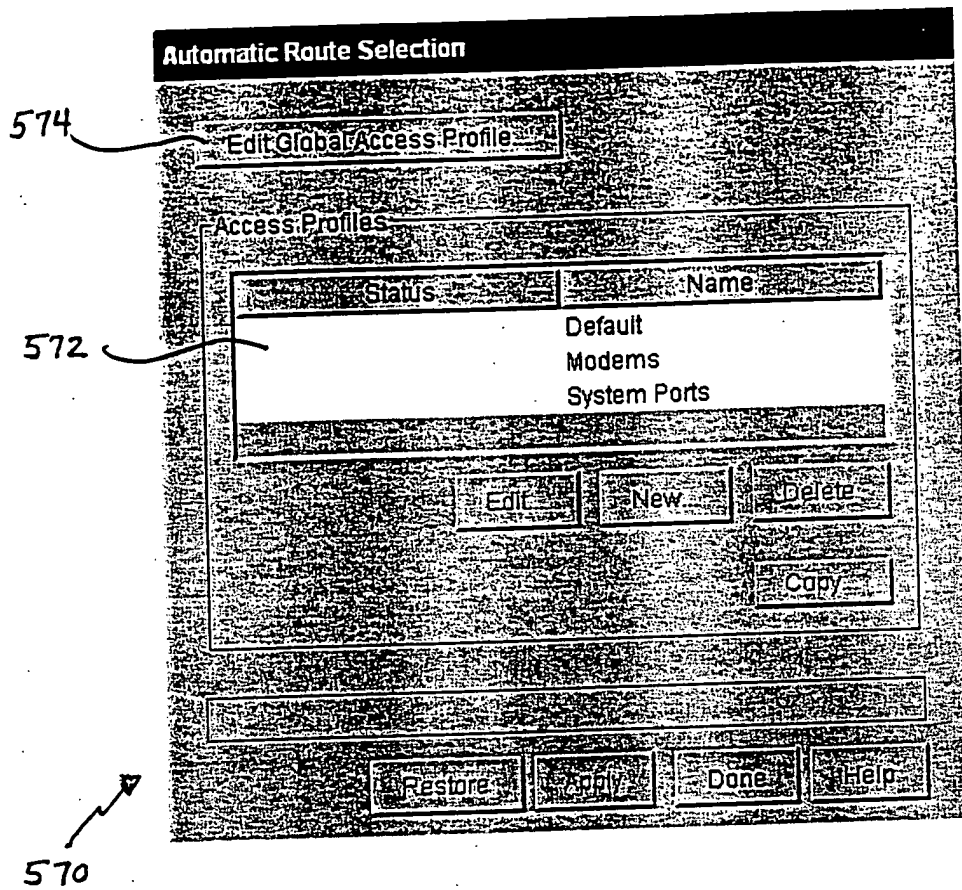 Automatic Route Selection
574
Edit Global Access Profile
Access Profiles
Status Name
Default
572
Modems
System Ports
Edit New Delete
Copy
Restore Apply Done Help
570